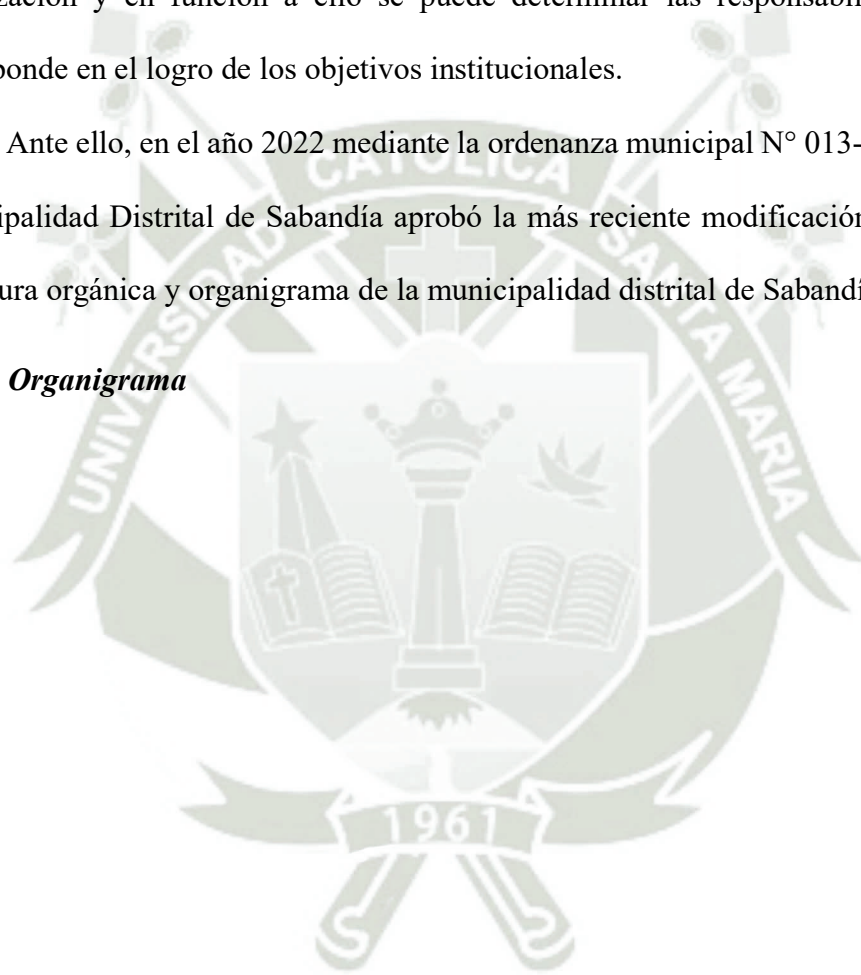 zación y en función a ello se puede determinar las responsabil
ponde en el logro de los objetivos institucionales.
Ante ello, en el año 2022 mediante la ordenanza municipal N° 013-
ipalidad Distrital de Sabandía aprobó la más reciente modificación
ura orgánica y organigrama de la municipalidad distrital de Sabandí
Organigrama
UNIVERSIDAD CATOLICA SANTA MARIA
1961